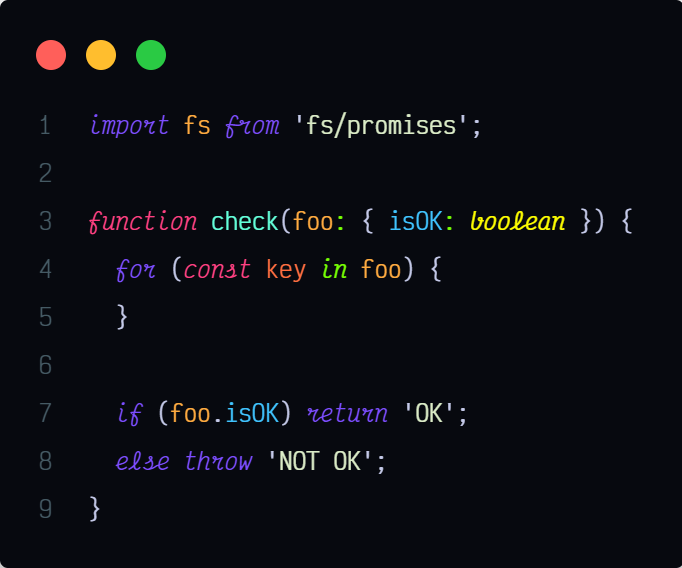 1 import fs from 'fs/promises';
2
3 function check(foo: { isOK: boolean }) {
4   for (const key in foo) {
5   }
6
7   if (foo.isOK) return 'OK';
8   else throw 'NOT OK';
9 }